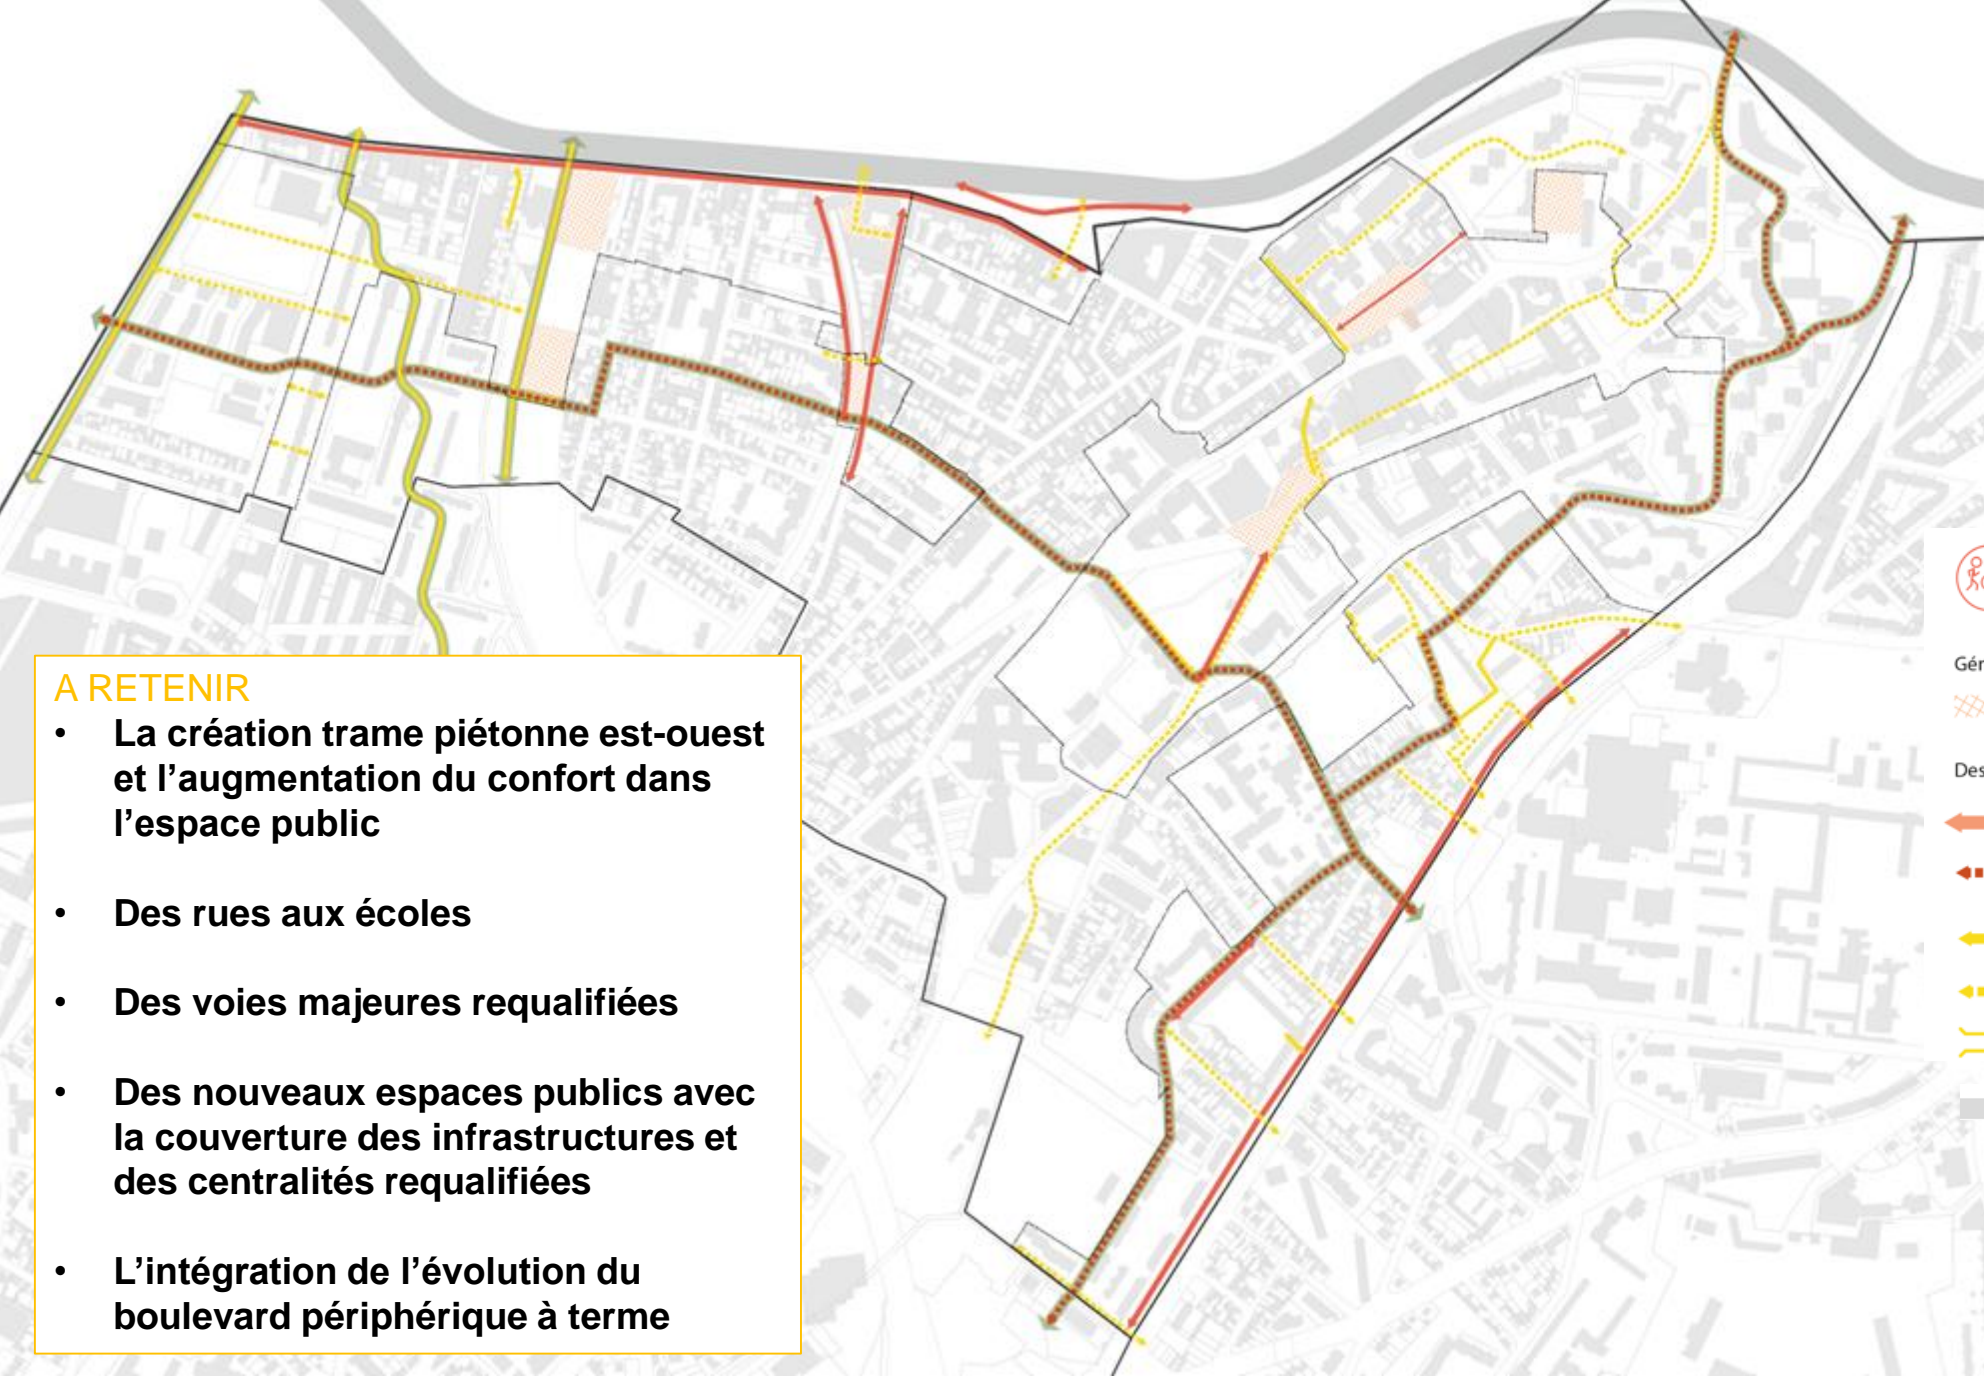 A RETENIR
• La création trame piétonne est-ouest
et l’augmentation du confort dans
l’espace public
• Des rues aux écoles
• Des voies majeures requalifiées
• Des nouveaux espaces publics avec
la couverture des infrastructures et
des centralités requalifiées
• L’intégration de l’évolution du
boulevard périphérique à terme
Gér
Des